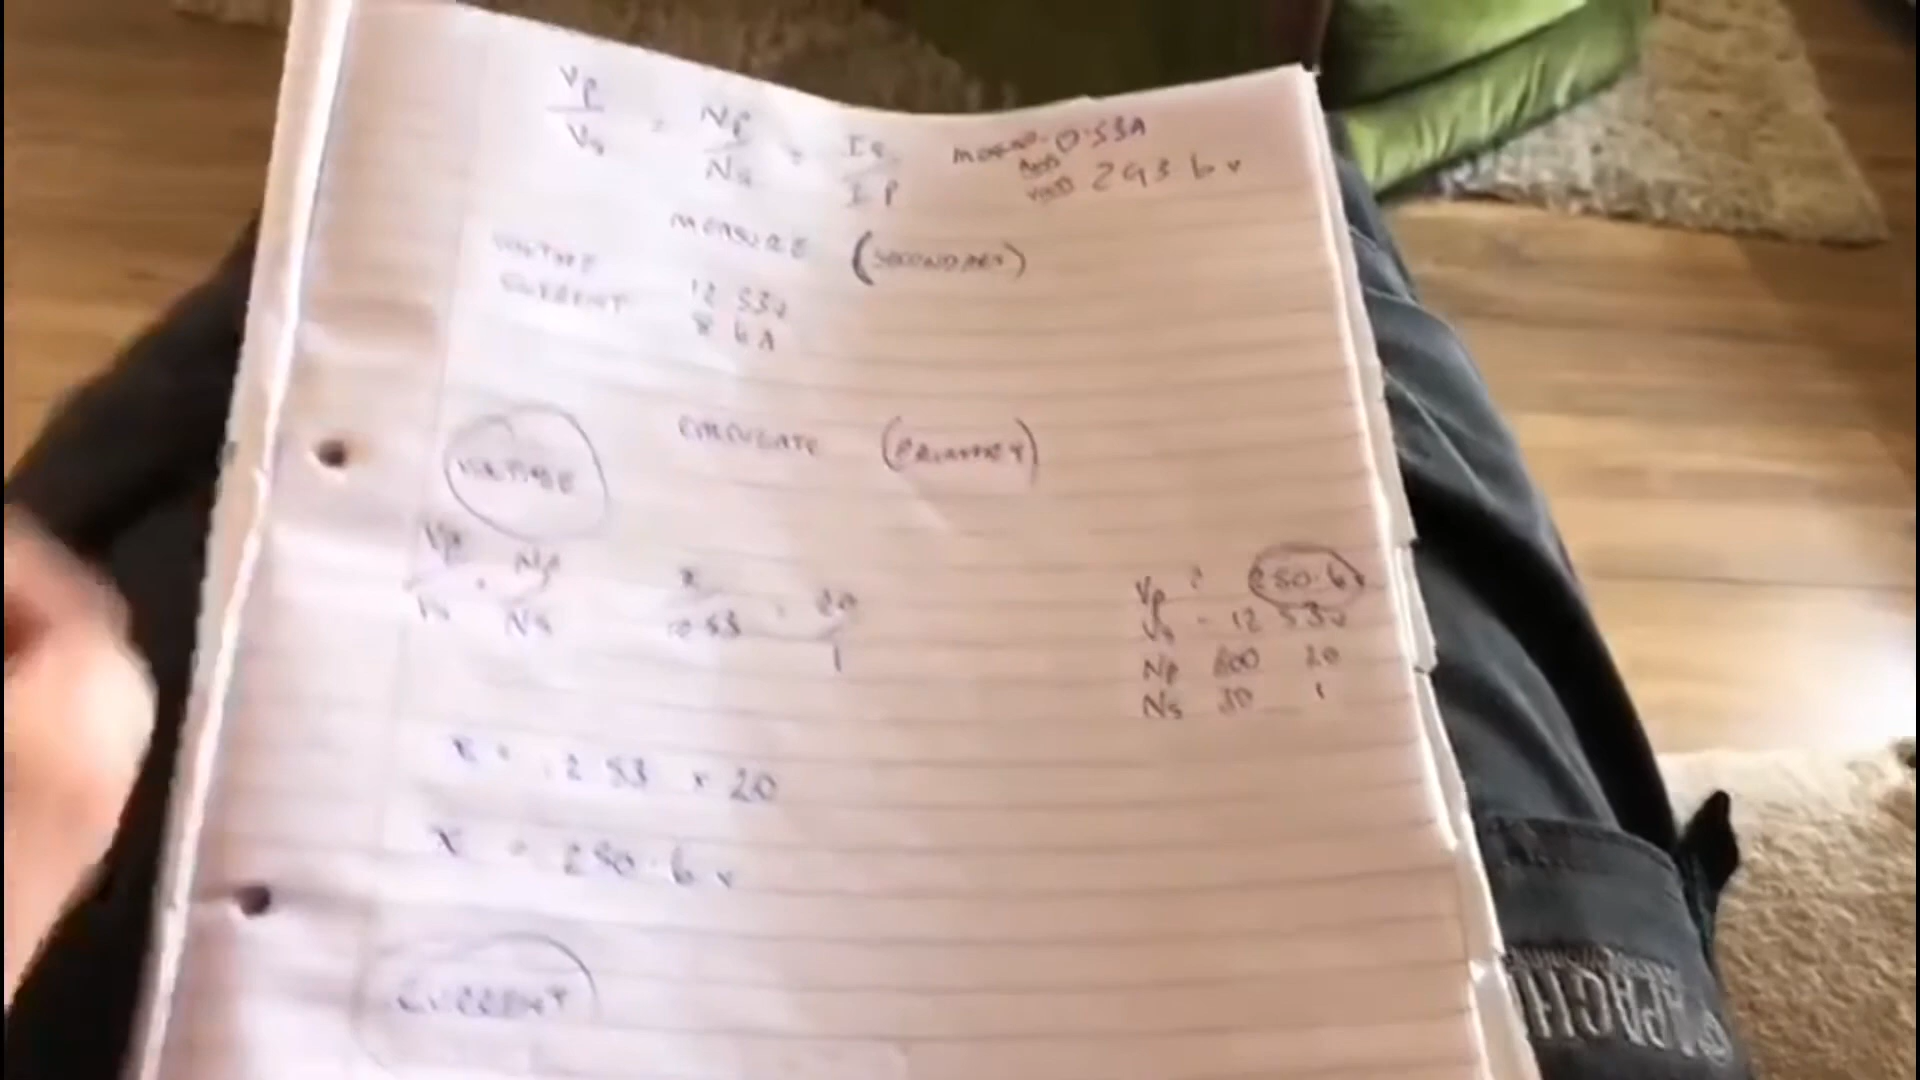 Vp/Vs = Np/Ns = Is/Ip
0.53A
243 6v
MEASURE (SECONDARY)
VOLTAGE 12 53v
CURRENT 8 6A
CALCULATE (PRIMARY)
VOLTAGE
Vp/Vs = Np/Ns x/12 53 = 20/1
Vp ? 250.6v
Vs = 12 53v
Np 600 20
Ns 30 1
x = 12 53 x 20
x = 250.6v
CURRENT
APACHE